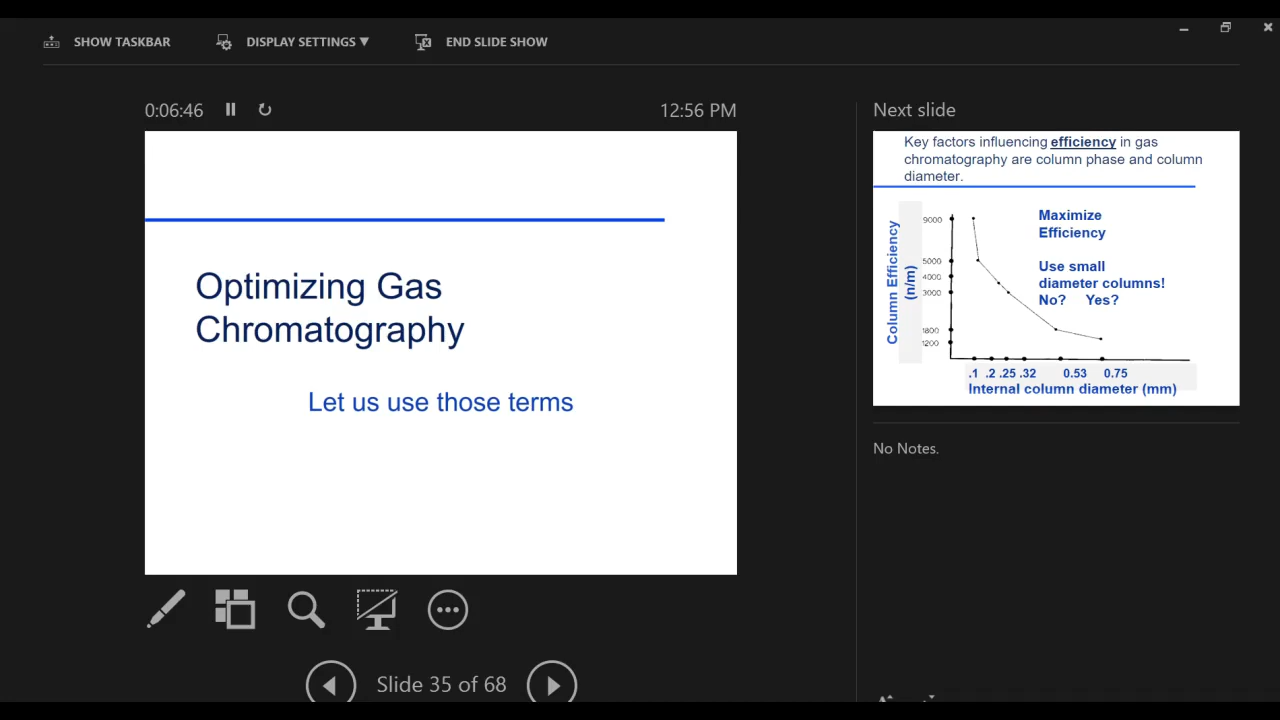 SHOW TASKBAR
DISPLAY SETTINGS ▼
END SLIDE SHOW
0:06:46
12:56 PM
Optimizing Gas
Chromatography
Let us use those terms
Slide 35 of 68
Next slide
Key factors influencing efficiency in gas
chromatography are column phase and column
diameter.
Column Efficiency
(n/m)
9000
5000
4000
3000
1800
1200
Maximize
Efficiency
Use small
diameter columns!
No? Yes?
.1 .2 .25 .32 0.53 0.75
Internal column diameter (mm)
No Notes.